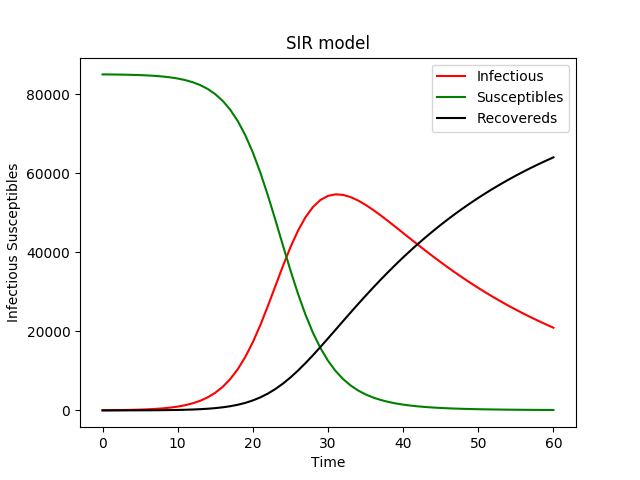 SIR model
Infectious
Susceptibles
Recovereds
Infectious Susceptibles
80000
60000
40000
20000
0
0 10 20 30 40 50 60
Time